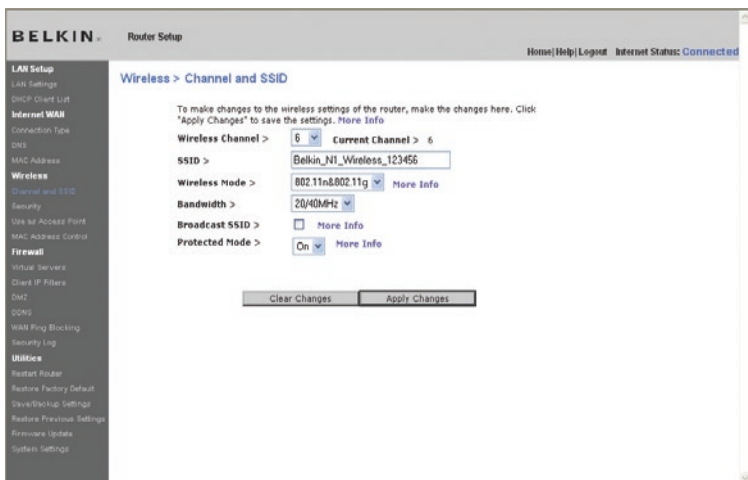 BELKIN. Router Setup
Home|Help|Logout Internet Status: Connected
LAN Setup
LAN Settings
DHCP Client List
Internet WAN
Connection Type
DNS
MAC Address
Wireless
Channel and SSID
Security
Use as Access Point
MAC Address Control
Firewall
Virtual Servers
Client IP Filters
DMZ
DDNS
WAN Ping Blocking
Security Log
Utilities
Restart Router
Restore Factory Default
Save/Backup Settings
Restore Previous Settings
Firmware Update
System Settings
Wireless > Channel and SSID
To make changes to the wireless settings of the router, make the changes here. Click
"Apply Changes" to save the settings. More Info
Wireless Channel > 6 Current Channel > 6
SSID > Belkin_N1_Wireless_123456
Wireless Mode > 802.11n&802.11g More Info
Bandwidth > 20/40MHz
Broadcast SSID > More Info
Protected Mode > On More Info
Clear Changes Apply Changes